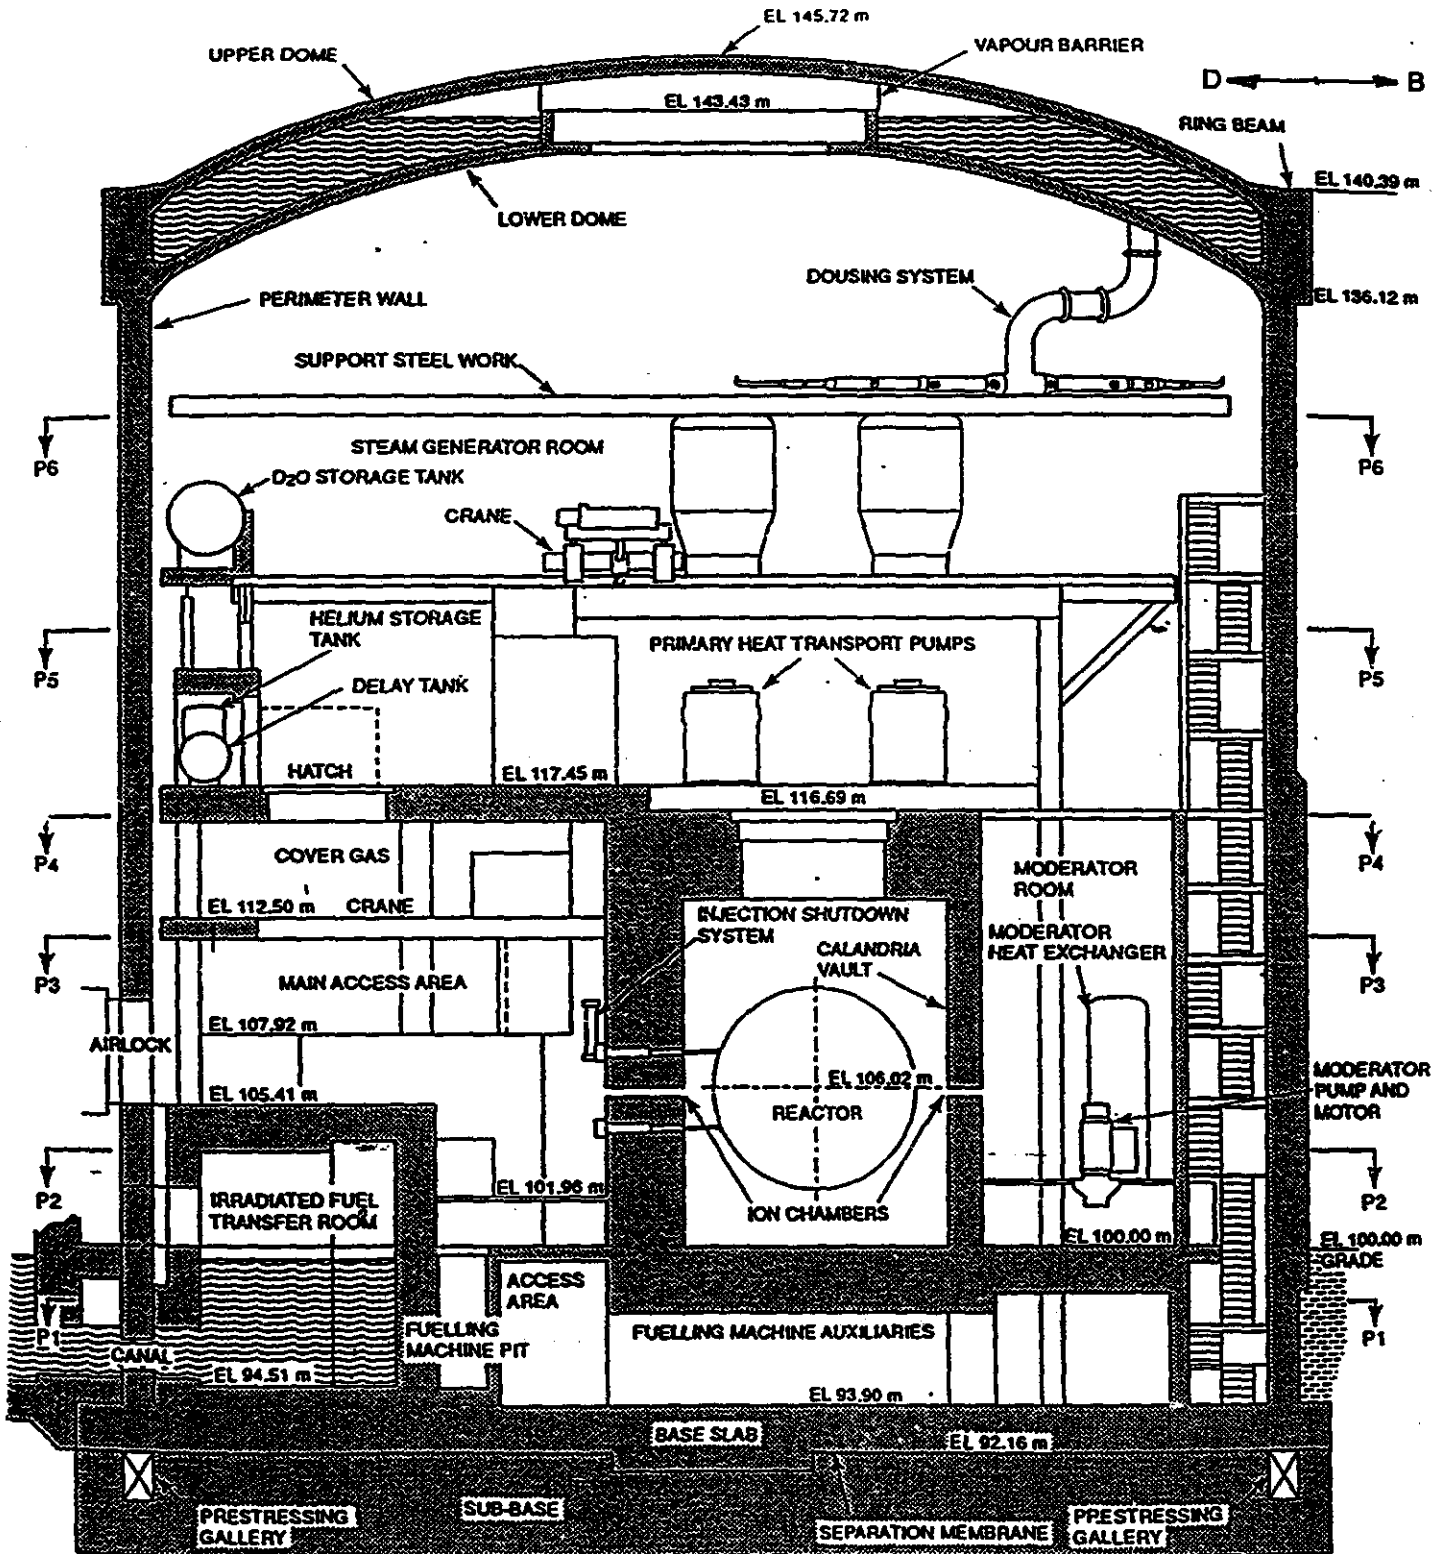 EL 145.72 m
UPPER DOME
VAPOUR BARRIER
D B
EL 143.43 m
RING BEAM
EL 140.39 m
LOWER DOME
DOUSING SYSTEM
PERIMETER WALL
EL 136.12 m
SUPPORT STEEL WORK
STEAM GENERATOR ROOM
P6
P6
D2O STORAGE TANK
CRANE
HELIUM STORAGE
TANK
PRIMARY HEAT TRANSPORT PUMPS
P5
P5
DELAY TANK
HATCH
EL 117.45 m
EL 116.69 m
COVER GAS
P4
P4
MODERATOR
ROOM
EL 112.50 m
CRANE
INJECTION SHUTDOWN
SYSTEM
MODERATOR
HEAT EXCHANGER
CALANDRIA
VAULT
MAIN ACCESS AREA
P3
P3
EL 107.92 m
AIRLOCK
EL 106.02 m
MODERATOR
PUMP AND
MOTOR
EL 105.41 m
REACTOR
P2
P2
EL 101.96 m
IRRADIATED FUEL
TRANSFER ROOM
ION CHAMBERS
EL 100.00 m
EL 100.00 m
GRADE
ACCESS
AREA
P1
P1
FUELLING
MACHINE PIT
FUELLING MACHINE AUXILIARIES
CANAL
EL 94.51 m
EL 93.90 m
BASE SLAB
EL 92.16 m
PRESTRESSING
GALLERY
SUB-BASE
SEPARATION MEMBRANE
PRESTRESSING
GALLERY